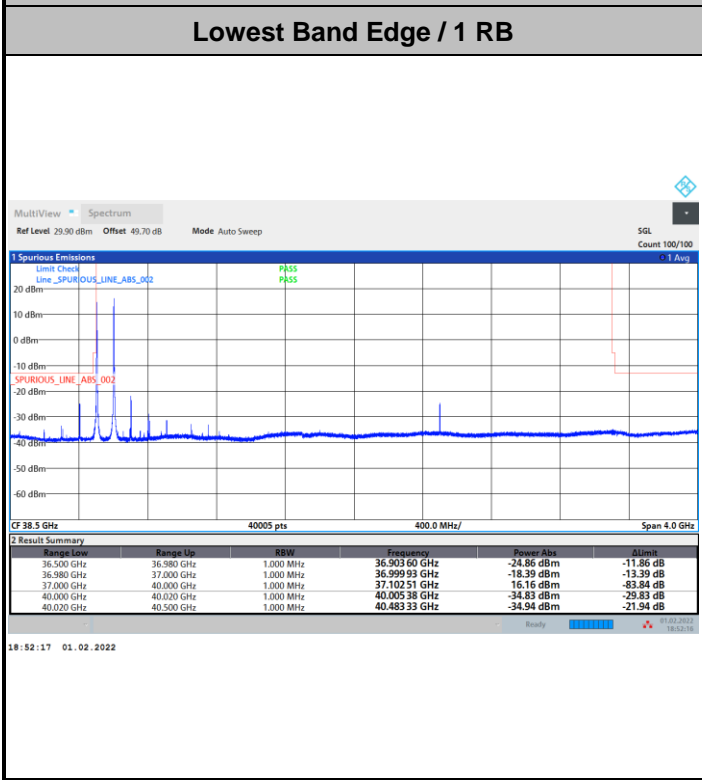 Lowest Band Edge / 1 RB
MultiView Spectrum
Ref Level 29.90 dBm Offset 49.70 dB Mode Auto Sweep SGL
Count 100/100
1 Spurious Emissions 1 Avg
Limit Check PASS
Line _SPURIOUS_LINE_ABS_002 PASS
20 dBm
10 dBm
0 dBm
-10 dBm
_SPURIOUS_LINE_ABS_002
-20 dBm
-30 dBm
-40 dBm
-50 dBm
-60 dBm
CF 38.5 GHz 40005 pts 400.0 MHz/ Span 4.0 GHz
2 Result Summary
Range Low Range Up RBW Frequency Power Abs ΔLimit
36.500 GHz 36.980 GHz 1.000 MHz 36.903 60 GHz -24.86 dBm -11.86 dB
36.980 GHz 37.000 GHz 1.000 MHz 36.999 93 GHz -18.39 dBm -13.39 dB
37.000 GHz 40.000 GHz 1.000 MHz 37.102 51 GHz 16.16 dBm -83.84 dB
40.000 GHz 40.020 GHz 1.000 MHz 40.005 38 GHz -34.83 dBm -29.83 dB
40.020 GHz 40.500 GHz 1.000 MHz 40.483 33 GHz -34.94 dBm -21.94 dB
Ready 01.02.2022
18:52:16
18:52:17 01.02.2022